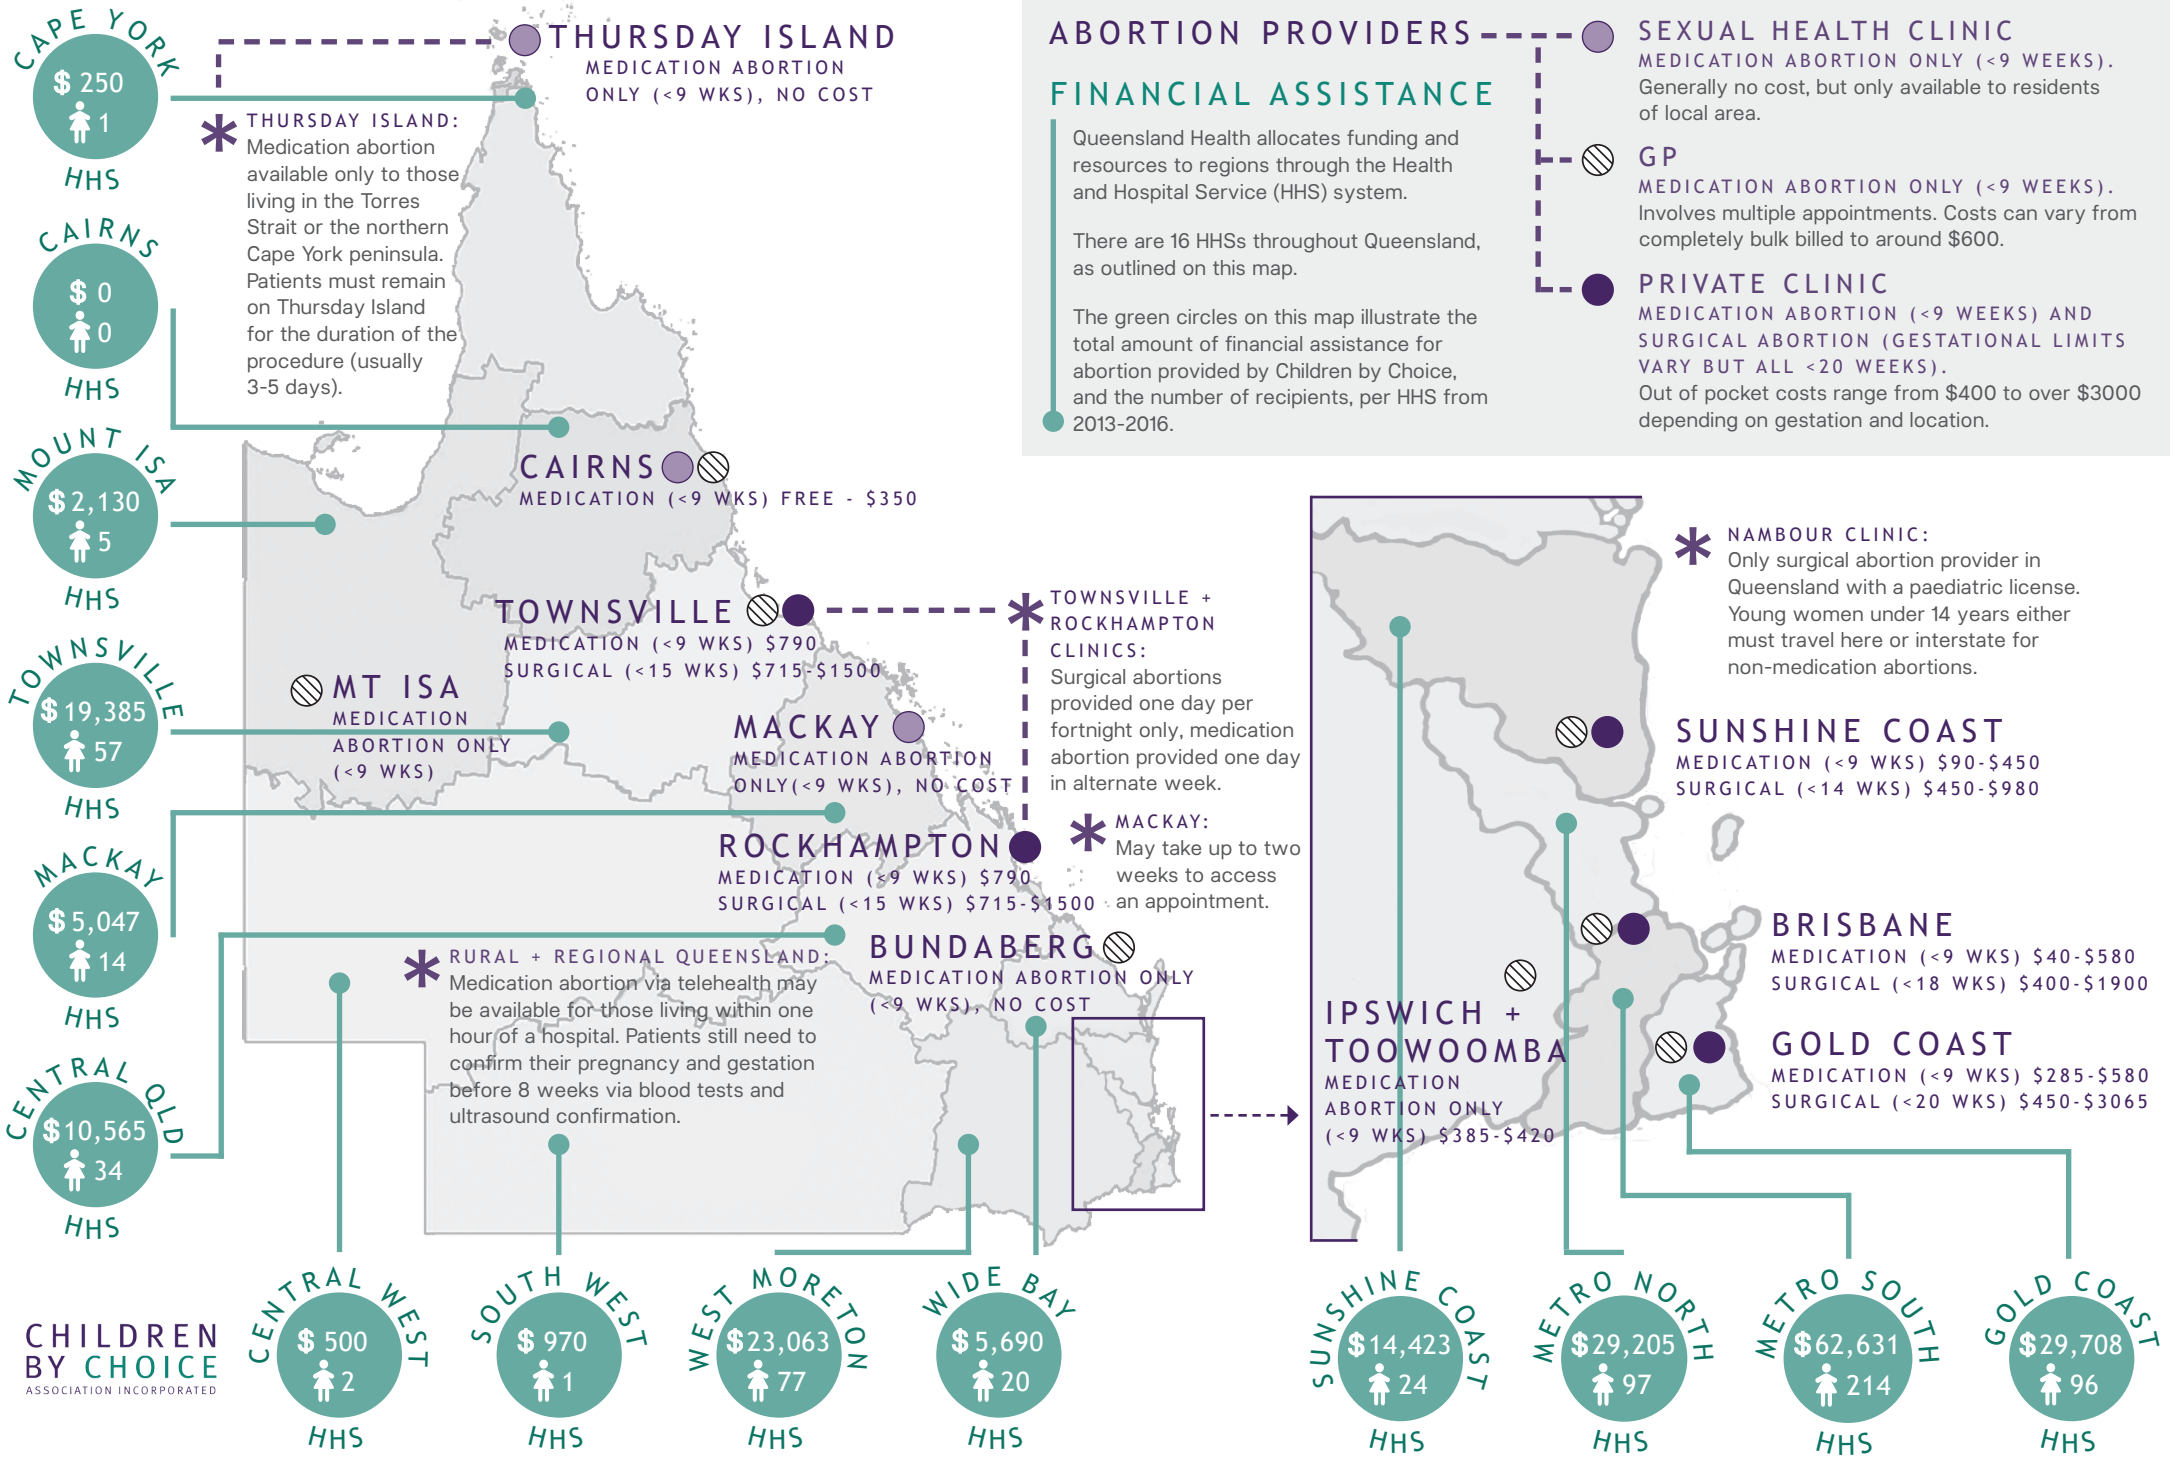 CAPE YORK
$ 250
1
HHS
THURSDAY ISLAND
MEDICATION ABORTION
ONLY (<9 WKS), NO COST
THURSDAY ISLAND:
Medication abortion
available only to those
living in the Torres
Strait or the northern
Cape York peninsula.
Patients must remain
on Thursday Island
for the duration of the
procedure (usually
3-5 days).
ABORTION PROVIDERS
FINANCIAL ASSISTANCE
Queensland Health allocates funding and
resources to regions through the Health
and Hospital Service (HHS) system.
There are 16 HHSs throughout Queensland,
as outlined on this map.
The green circles on this map illustrate the
total amount of financial assistance for
abortion provided by Children by Choice,
and the number of recipients, per HHS from
2013-2016.
SEXUAL HEALTH CLINIC
MEDICATION ABORTION ONLY (<9 WEEKS).
Generally no cost, but only available to residents
of local area.
GP
MEDICATION ABORTION ONLY (<9 WEEKS).
Involves multiple appointments. Costs can vary from
completely bulk billed to around $600.
PRIVATE CLINIC
MEDICATION ABORTION (<9 WEEKS) AND
SURGICAL ABORTION (GESTATIONAL LIMITS
VARY BUT ALL <20 WEEKS).
Out of pocket costs range from $400 to over $3000
depending on gestation and location.
CAIRNS
$ 0
0
HHS
MOUNT ISA
$ 2,130
5
HHS
TOWNSVILLE
$ 19,385
57
HHS
MACKAY
$ 5,047
14
HHS
CENTRAL QLD
$10,565
34
HHS
CAIRNS
MEDICATION (<9 WKS) FREE - $350
TOWNSVILLE
MEDICATION (<9 WKS) $790
SURGICAL (<15 WKS) $715-$1500
MT ISA
MEDICATION
ABORTION ONLY
(<9 WKS)
MACKAY
MEDICATION ABORTION
ONLY(<9 WKS), NO COST
ROCKHAMPTON
MEDICATION (<9 WKS) $790
SURGICAL (<15 WKS) $715-$1500
BUNDABERG
MEDICATION ABORTION ONLY
(<9 WKS), NO COST
TOWNSVILLE +
ROCKHAMPTON
CLINICS:
Surgical abortions
provided one day per
fortnight only, medication
abortion provided one day
in alternate week.
MACKAY:
May take up to two
weeks to access
an appointment.
RURAL + REGIONAL QUEENSLAND:
Medication abortion via telehealth may
be available for those living within one
hour of a hospital. Patients still need to
confirm their pregnancy and gestation
before 8 weeks via blood tests and
ultrasound confirmation.
NAMBOUR CLINIC:
Only surgical abortion provider in
Queensland with a paediatric license.
Young women under 14 years either
must travel here or interstate for
non-medication abortions.
SUNSHINE COAST
MEDICATION (<9 WKS) $90-$450
SURGICAL (<14 WKS) $450-$980
BRISBANE
MEDICATION (<9 WKS) $40-$580
SURGICAL (<18 WKS) $400-$1900
IPSWICH +
TOOWOOMBA
MEDICATION
ABORTION ONLY
(<9 WKS) $385-$420
GOLD COAST
MEDICATION (<9 WKS) $285-$580
SURGICAL (<20 WKS) $450-$3065
CHILDREN
BY CHOICE
ASSOCIATION INCORPORATED
CENTRAL WEST
$ 500
2
HHS
SOUTH WEST
$ 970
1
HHS
WEST MORETON
$23,063
77
HHS
WIDE BAY
$ 5,690
20
HHS
SUNSHINE COAST
$14,423
24
HHS
METRO NORTH
$29,205
97
HHS
METRO SOUTH
$62,631
214
HHS
GOLD COAST
$29,708
96
HHS